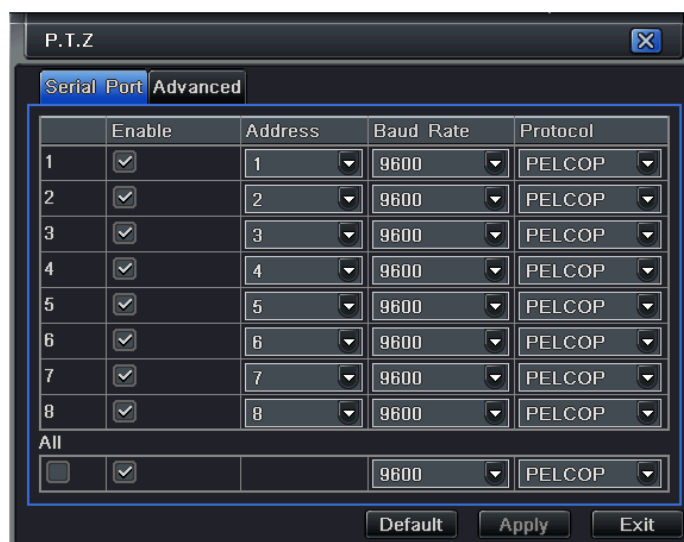 P.T.Z
Serial Port Advanced
Enable Address Baud Rate Protocol
1 1 9600 PELCOP
2 2 9600 PELCOP
3 3 9600 PELCOP
4 4 9600 PELCOP
5 5 9600 PELCOP
6 6 9600 PELCOP
7 7 9600 PELCOP
8 8 9600 PELCOP
All
9600 PELCOP
Default Apply Exit